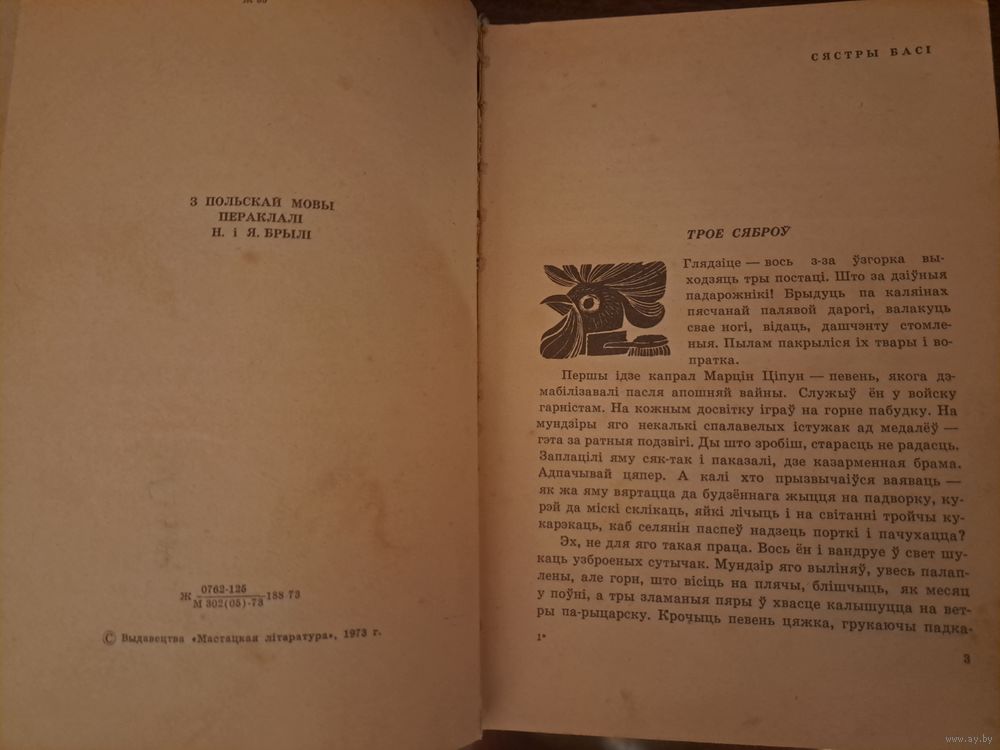 З ПОЛЬСКАЙ МОВЫ
ПЕРАКЛАЛІ
Н. і Я. БРЫЛІ
Ж 0762-125
М 302(05)-73 188 73
© Выдавецтва «Мастацкая літаратура», 1973 г.
СЯСТРЫ БАСІ
ТРОЕ СЯБРОЎ
Глядзіце — вось з-за ўзгорка вы-
ходзяць тры постаці. Што за дзіўныя
падарожнікі! Брыдуць па каляінах
пясчанай палявой дарогі, валакуць
свае ногі, відаць, дашчэнту стомле-
ныя. Пылам пакрыліся іх твары і во-
пратка.
Першы ідзе капрал Марцін Ціпун — певень, якога дэ-
мабілізавалі пасля апошняй вайны. Служыў ён у войску
гарністам. На кожным досвітку іграў на горне пабудку. На
мундзіры яго некалькі спалавелых істужак ад медалёў —
гэта за ратныя подзвігі. Ды што зробіш, старасць не радасць.
Заплацілі яму сяк-так і паказалі, дзе казарменная брама.
Адпачывай цяпер. А калі хто прызвычаіўся ваяваць —
як жа яму вяртацца да будзённага жыцця на падворку, ку-
рэй да міскі склікаць, яйкі лічыць і на світанні тройчы ку-
карэкаць, каб селянін паспеў надзець порткі і пачухацца?
Эх, не для яго такая праца. Вось ён і вандруе ў свет шу-
каць узброеных сутычак. Мундзір яго выліняў, увесь палап-
лены, але горн, што вісіць на плячы, блішчыць, як месяц
у поўні, а тры зламаныя пяры ў хвасце калышуцца на вет-
ры па-рыцарску. Крочыць певень цяжка, грукаючы падка-
1*
3
www.ay.by